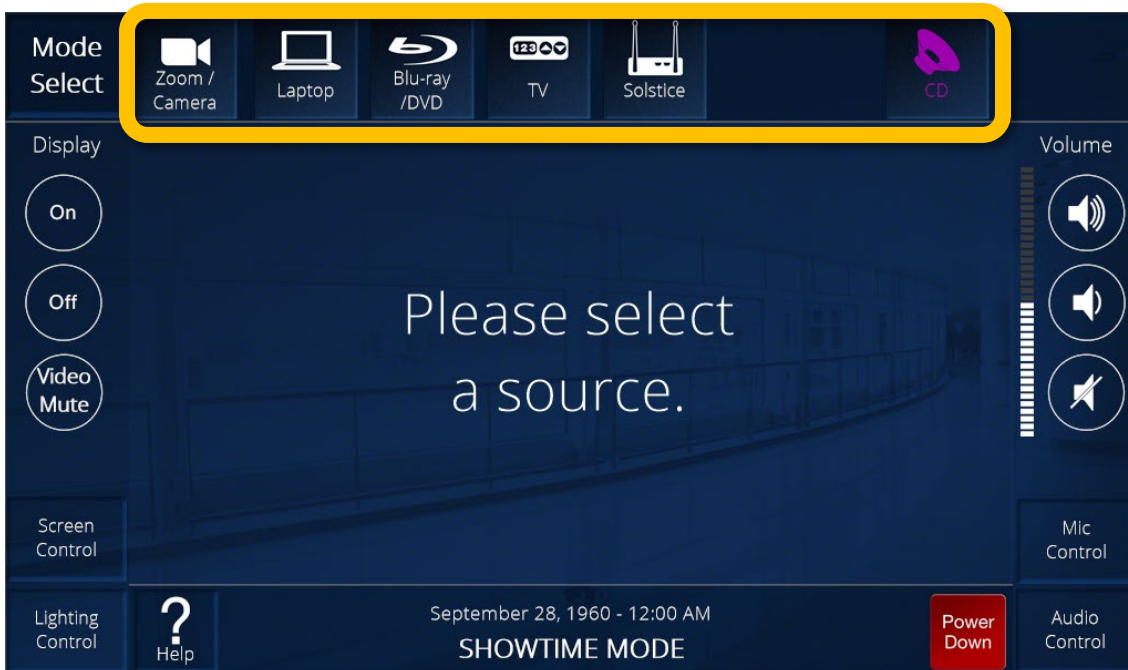 Mode
Select
Zoom /
Camera
Laptop
Blu-ray
/DVD
123
TV
Solstice
CD
Display
On
Off
Video
Mute
Please select
a source.
Volume
Screen
Control
Mic
Control
Lighting
Control
?
Help
September 28, 1960 - 12:00 AM
SHOWTIME MODE
Power
Down
Audio
Control